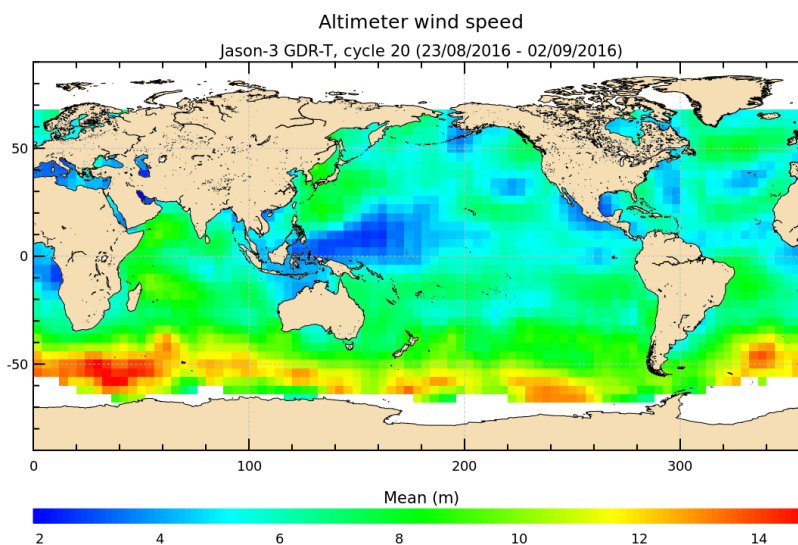 Altimeter wind speed
Jason-3 GDR-T, cycle 20 (23/08/2016 - 02/09/2016)
50
0
-50
0 100 200 300
Mean (m)
2 4 6 8 10 12 14